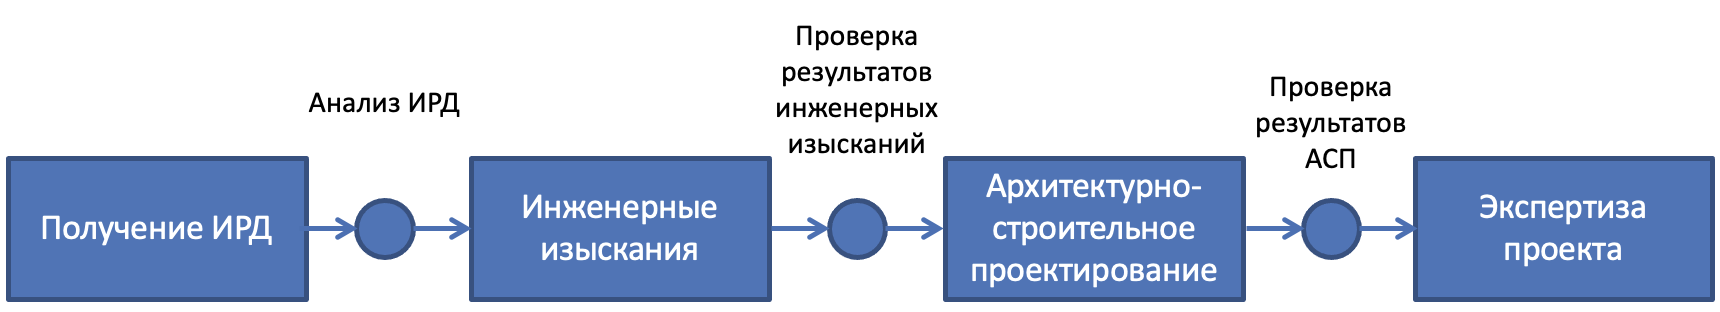 Получение ИРД
Анализ ИРД
Инженерные
изыскания
Проверка
результатов
инженерных
изысканий
Архитектурно-
строительное
проектирование
Проверка
результатов
АСП
Экспертиза
проекта